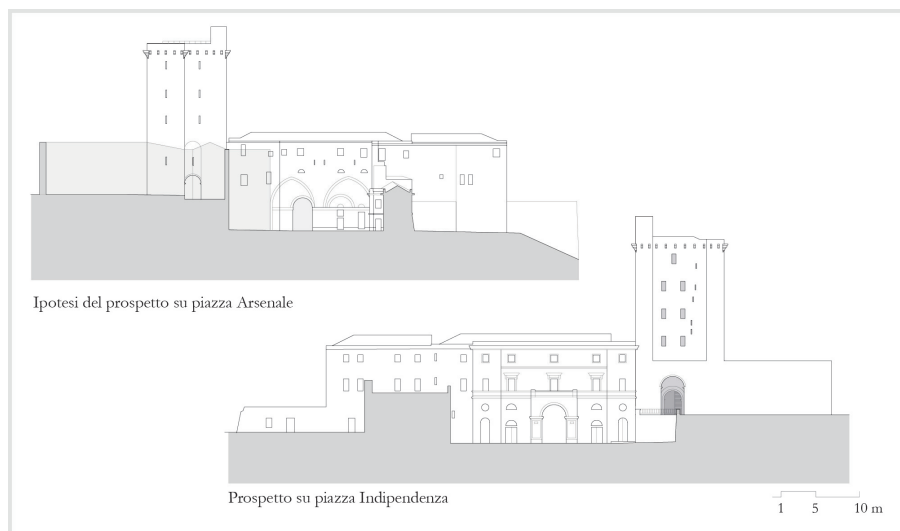 Ipotesi del prospetto su piazza Arsenale
Prospetto su piazza Indipendenza
1 5 10 m